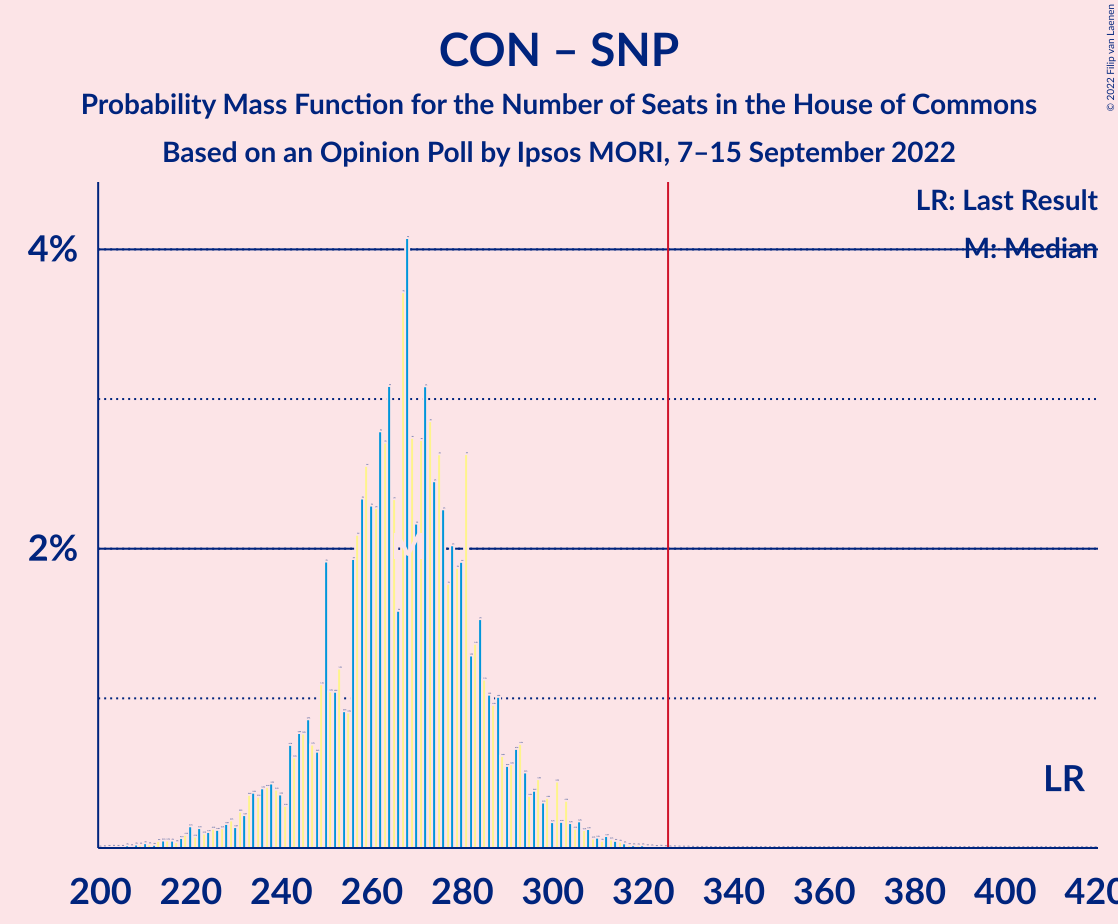 CON – SNP
Probability Mass Function for the Number of Seats in the House of Commons
Based on an Opinion Poll by Ipsos MORI, 7–15 September 2022
© 2022 Filip van Laenen
LR: Last Result
M: Median
4%
2%
LR
200 220 240 260 280 300 320 340 360 380 400 420